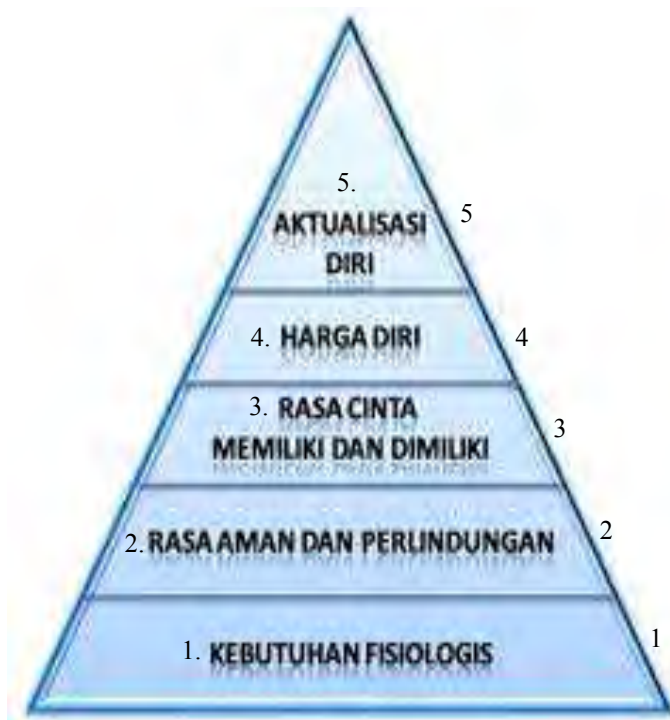 5.
AKTUALISASI
DIRI
5
4. HARGA DIRI
4
3. RASA CINTA
MEMILIKI DAN DIMILIKI
3
2. RASA AMAN DAN PERLINDUNGAN
2
1. KEBUTUHAN FISIOLOGIS
1